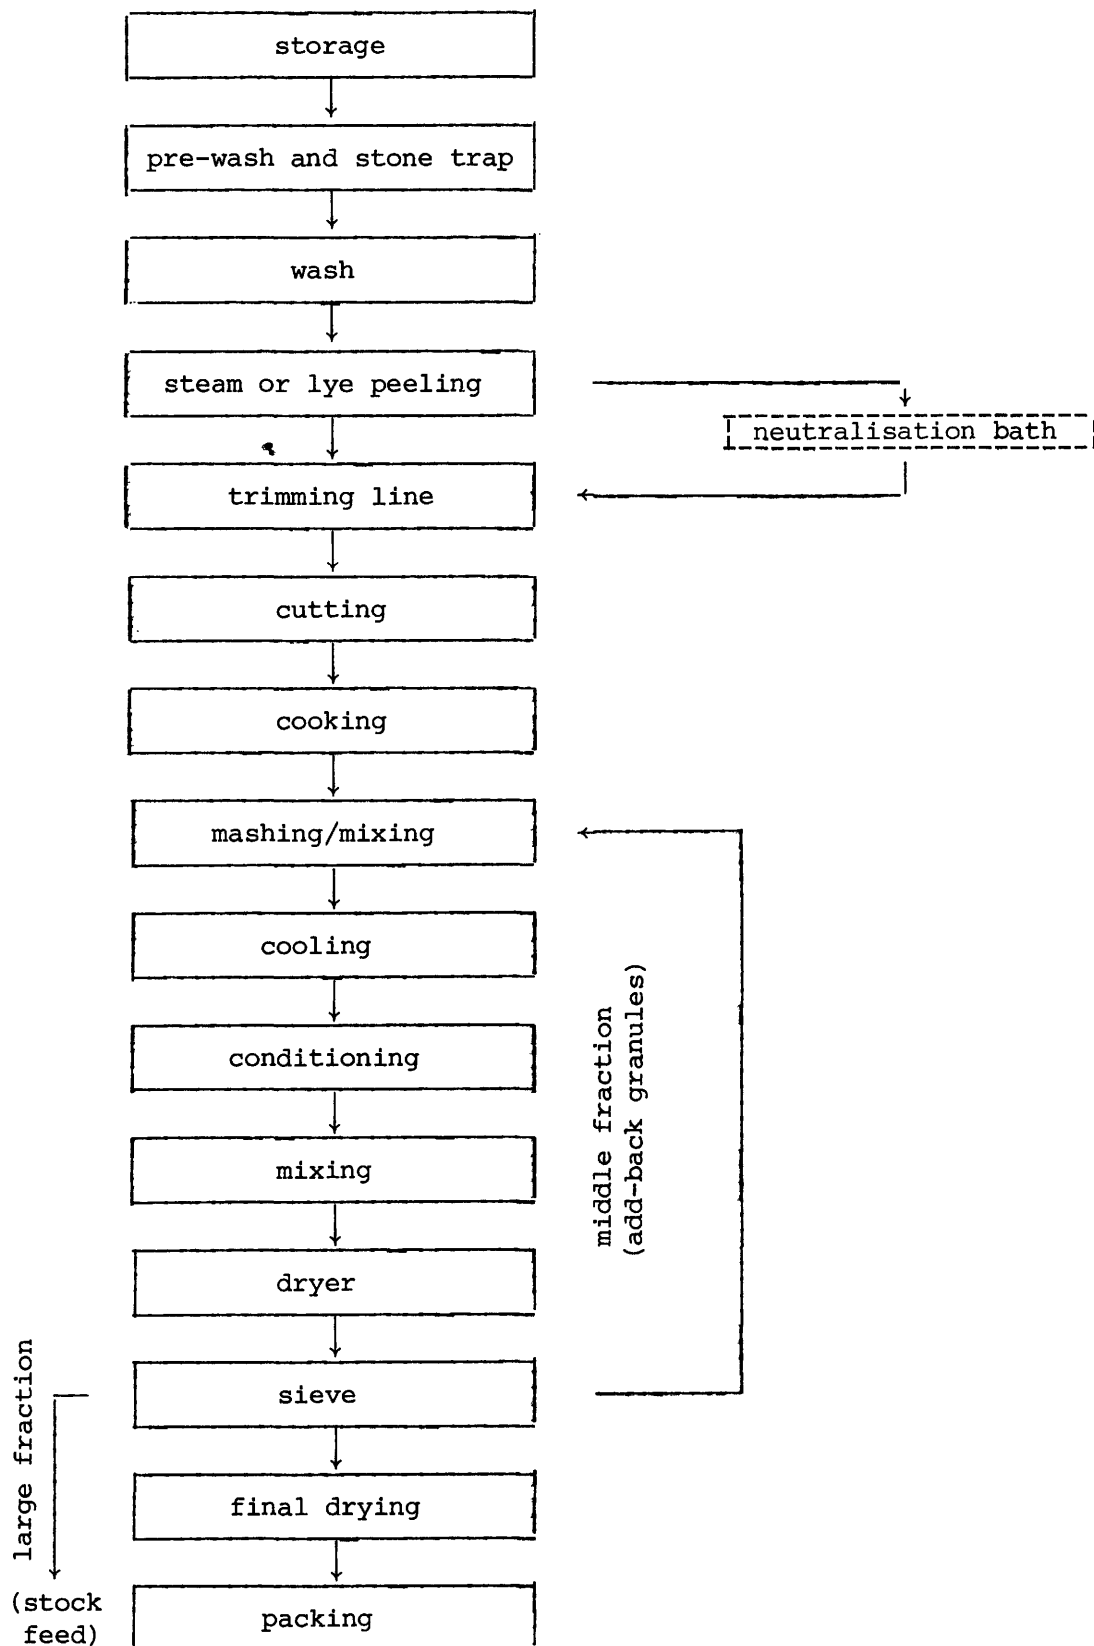 storage
pre-wash and stone trap
wash
steam or lye peeling
neutralisation bath
trimming line
cutting
cooking
mashing/mixing
cooling
conditioning
mixing
middle fraction
(add-back granules)
dryer
sieve
large fraction
final drying
(stock
feed)
packing